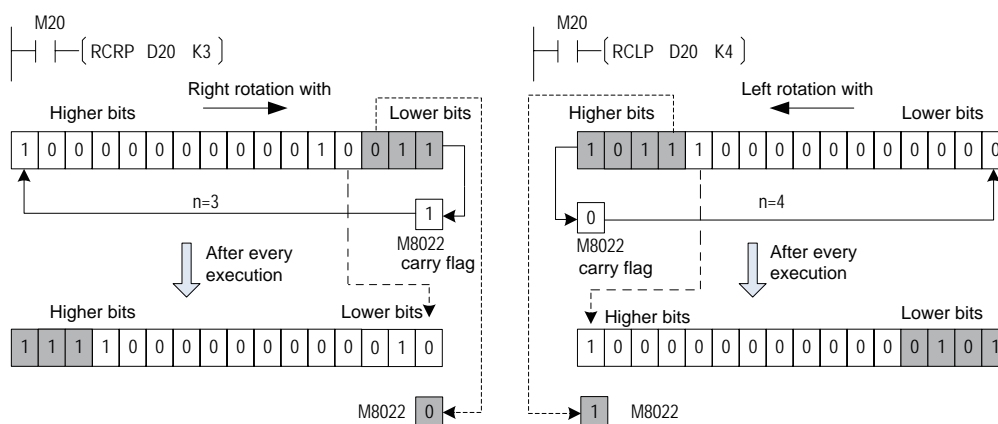 M20
RCRP D20 K3
Right rotation with
Higher bits
Lower bits
1 0 0 0 0 0 0 0 0 0 0 1 0 0 1 1
n=3
1
M8022
carry flag
After every
execution
Higher bits
Lower bits
1 1 1 1 0 0 0 0 0 0 0 0 0 0 1 0
M8022 0
M20
RCLP D20 K4
Left rotation with
Higher bits
Lower bits
1 0 1 1 1 0 0 0 0 0 0 0 0 0 0 0
0
n=4
M8022
carry flag
After every
execution
Higher bits
Lower bits
1 0 0 0 0 0 0 0 0 0 0 0 0 1 0 1
1 M8022